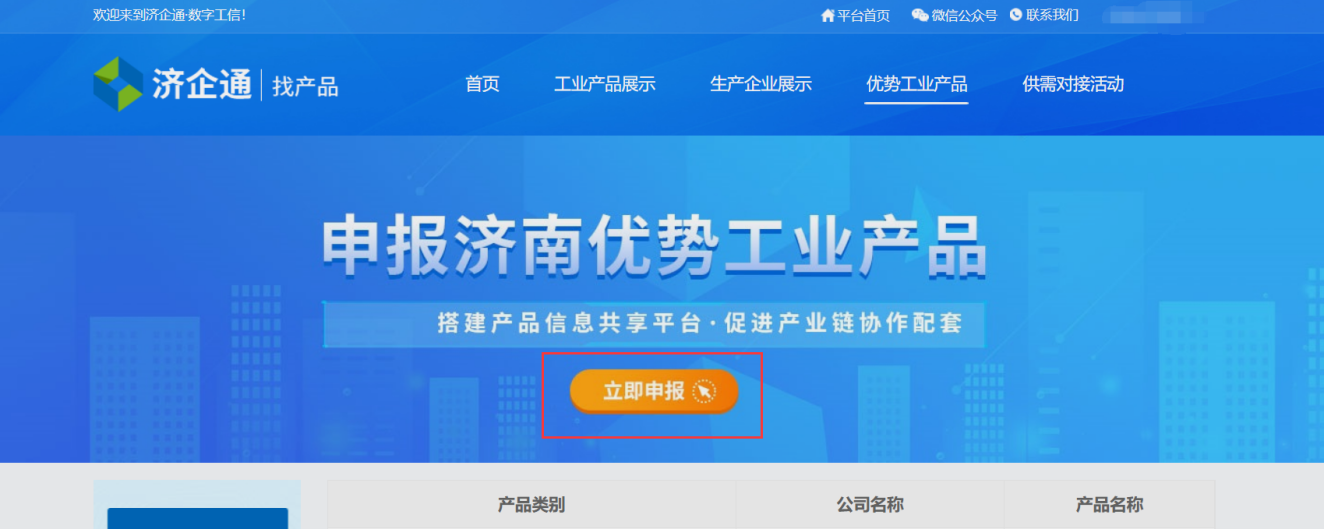 欢迎来到济企通·数字工信！ 平台首页 微信公众号 联系我们
济企通 找产品 首页 工业产品展示 生产企业展示 优势工业产品 供需对接活动
申报济南优势工业产品
搭建产品信息共享平台·促进产业链协作配套
立即申报
产品类别 公司名称 产品名称